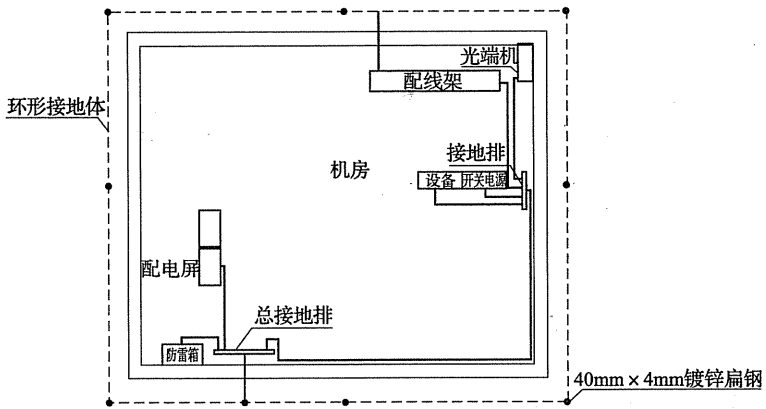 光端机
配线架
环形接地体
接地排
机房
设备 开关电源
配电屏
总接地排
防雷箱
40mm×4mm镀锌扁钢